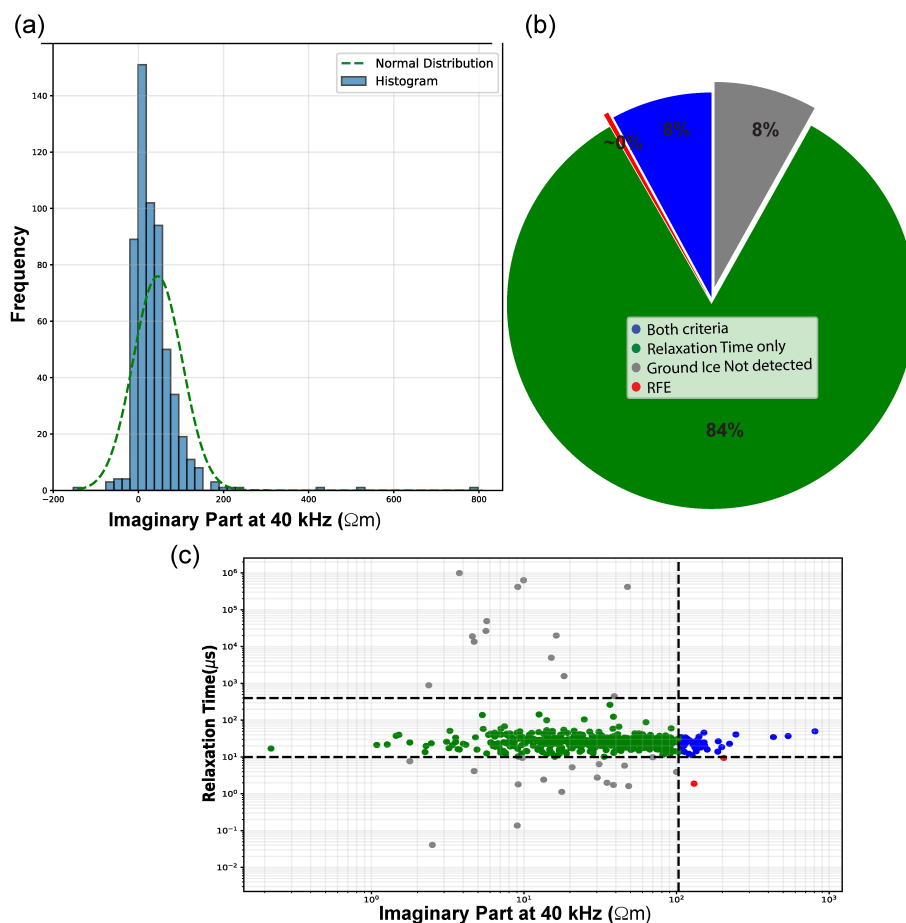 (a)
Normal Distribution
Histogram
140
120
100
80
60
40
20
0
−200
0
200
400
600
800
Frequency
Imaginary Part at 40 kHz (Ωm)
(b)
~0%
8%
8%
Both criteria
Relaxation Time only
Ground Ice Not detected
RFE
84%
(c)
10⁶
10⁵
10⁴
10³
10²
10¹
10⁰
10⁻¹
10⁻²
Relaxation Time(μs)
10⁰
10¹
10²
10³
Imaginary Part at 40 kHz (Ωm)